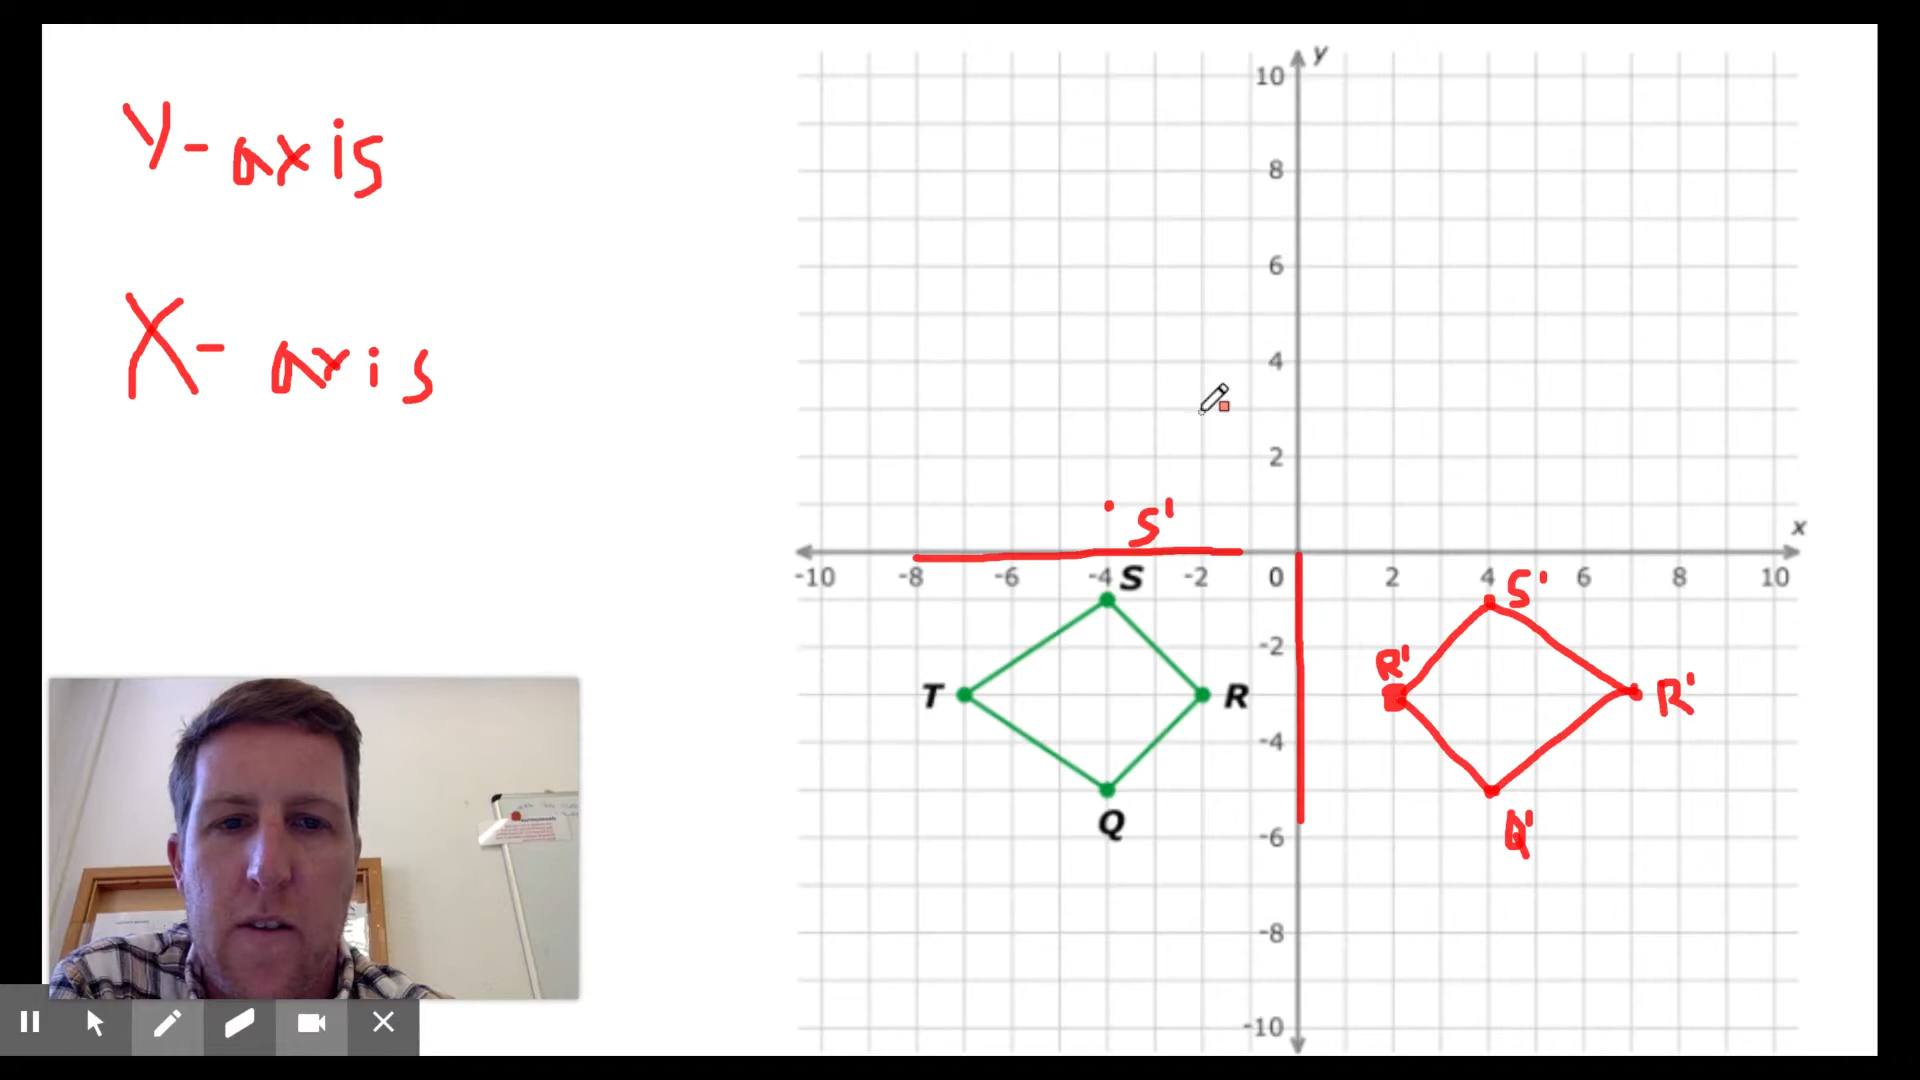 Y-axis
X-axis
y
10
8
6
4
2
S'
x
-10 -8 -6 -4 S -2 0 2 4 S' 6 8 10
-2
R'
T R R'
-4
Q -6 Q'
-8
-10